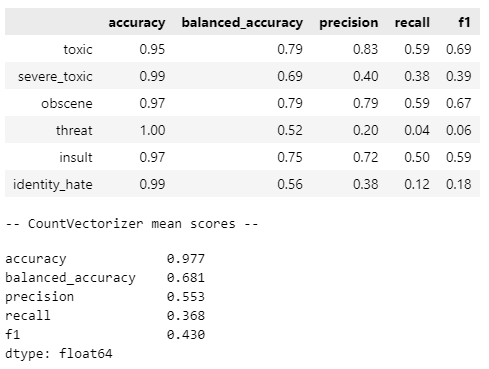 accuracy balanced_accuracy precision recall f1
toxic 0.95 0.79 0.83 0.59 0.69
severe_toxic 0.99 0.69 0.40 0.38 0.39
obscene 0.97 0.79 0.79 0.59 0.67
threat 1.00 0.52 0.20 0.04 0.06
insult 0.97 0.75 0.72 0.50 0.59
identity_hate 0.99 0.56 0.38 0.12 0.18
-- CountVectorizer mean scores --
accuracy 0.977
balanced_accuracy 0.681
precision 0.553
recall 0.368
f1 0.430
dtype: float64